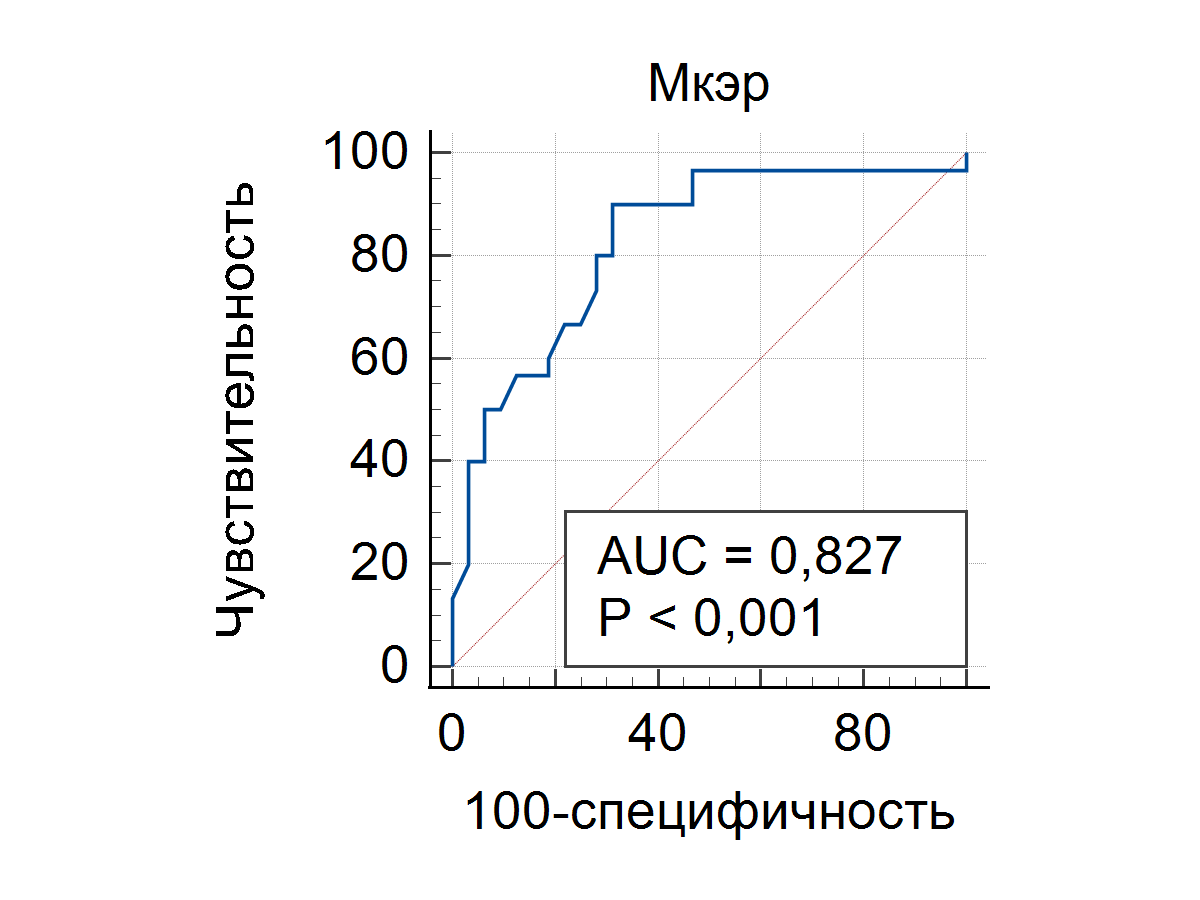 Мкэр
100
80
60
40
20
0
Чувствительность
AUC = 0,827
P < 0,001
0 40 80
100-специфичность